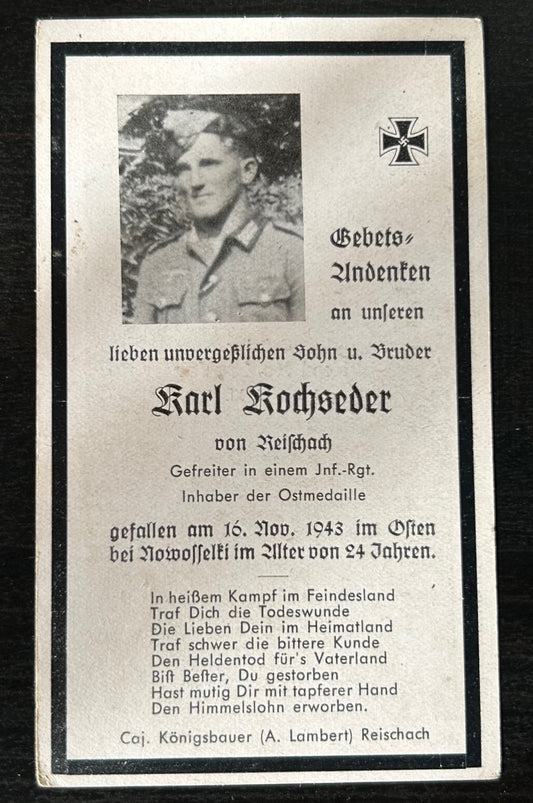 Gebets-
Andenken
an unseren
lieben unvergeßlichen Sohn u. Bruder
Karl Kochseder
von Reischach
Gefreiter in einem Jnf.-Rgt.
Inhaber der Ostmedaille
gefallen am 16. Nov. 1943 im Osten
bei Nowosselki im Alter von 24 Jahren.
In heißem Kampf im Feindesland
Traf Dich die Todeswunde
Die Lieben Dein im Heimatland
Traf schwer die bittere Kunde
Den Heldentod für's Vaterland
Bist Bester, Du gestorben
Hast mutig Dir mit tapferer Hand
Den Himmelslohn erworben.
Caj. Königsbauer (A. Lambert) Reischach